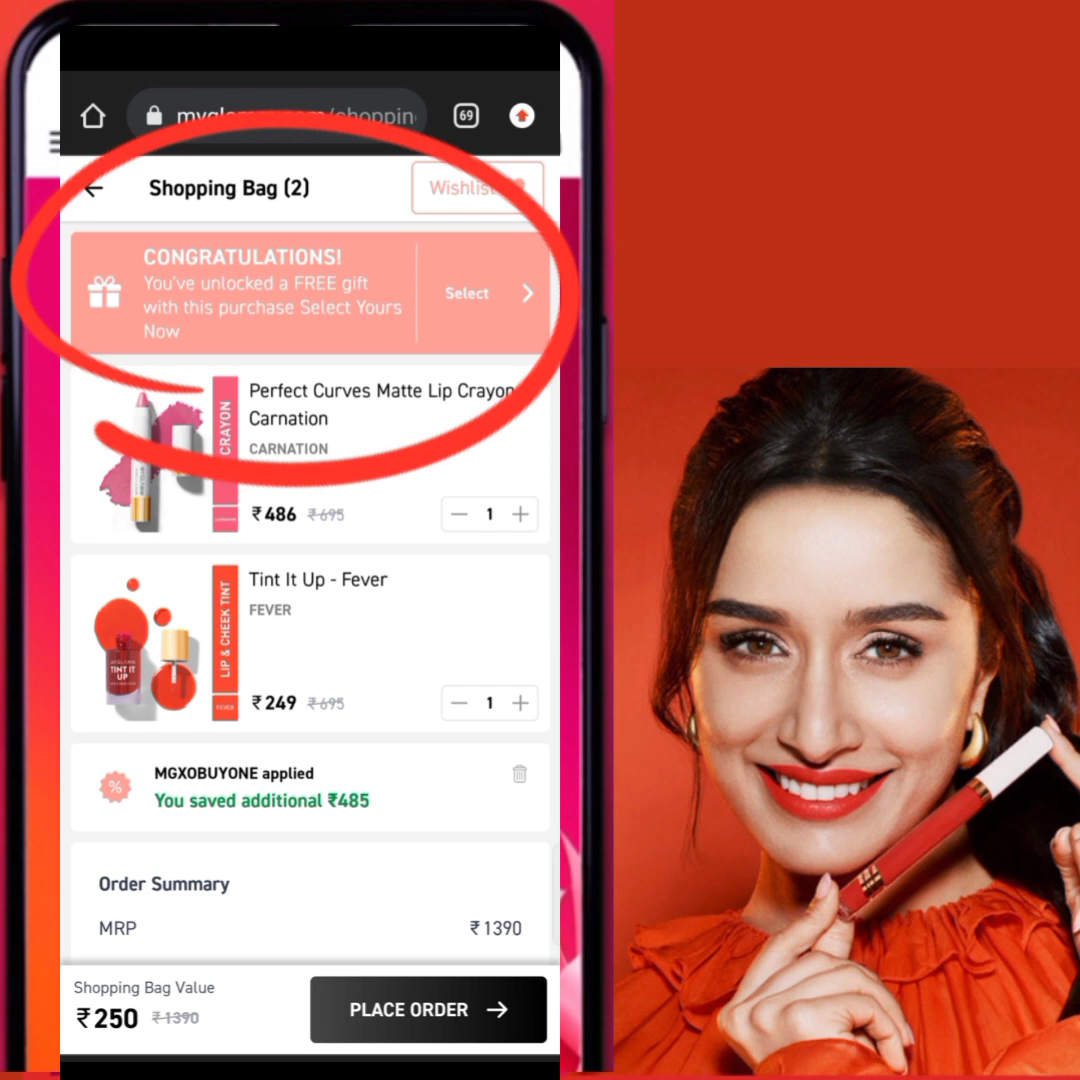 69
Shopping Bag (2)
Wishlist
CONGRATULATIONS!
You've unlocked a FREE gift
with this purchase Select Yours
Now
Select
Perfect Curves Matte Lip Crayon
Carnation
CARNATION
CRAYON
₹486 ₹695
1
Tint It Up - Fever
FEVER
LIP & CHEEK TINT
FEVER
TINT IT
UP
₹249 ₹695
1
%
MGXOBUYONE applied
You saved additional ₹485
Order Summary
MRP ₹1390
Shopping Bag Value
₹250 ₹1390
PLACE ORDER